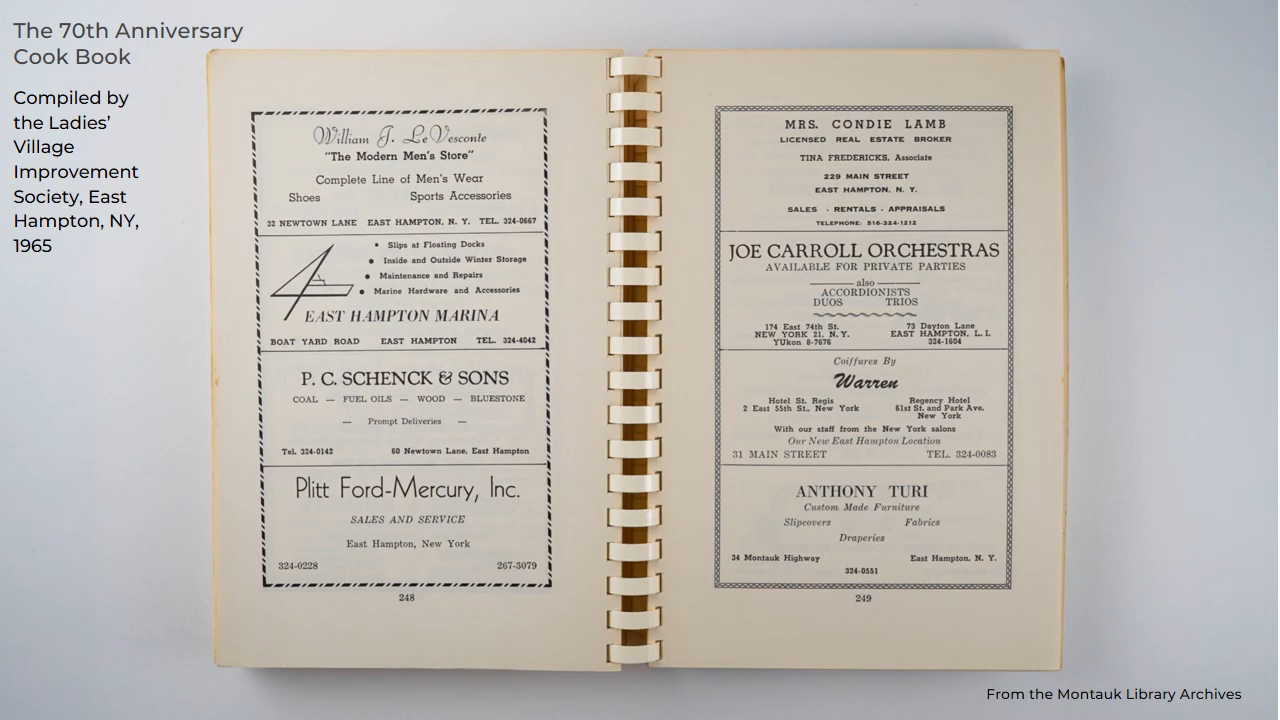 The 70th Anniversary
Cook Book
Compiled by
the Ladies’
Village
Improvement
Society, East
Hampton, NY,
1965
William J. LeVesconte
"The Modern Men's Store"
Complete Line of Men's Wear
Shoes Sports Accessories
32 NEWTOWN LANE EAST HAMPTON, N. Y. TEL. 324-0667
• Slips at Floating Docks
• Inside and Outside Winter Storage
• Maintenance and Repairs
• Marine Hardware and Accessories
EAST HAMPTON MARINA
BOAT YARD ROAD EAST HAMPTON TEL. 324-4042
P. C. SCHENCK & SONS
COAL — FUEL OILS — WOOD — BLUESTONE
— Prompt Deliveries —
Tel. 324-0142 60 Newtown Lane, East Hampton
Plitt Ford-Mercury, Inc.
SALES AND SERVICE
East Hampton, New York
324-0228 267-3079
248
MRS. CONDIE LAMB
LICENSED REAL ESTATE BROKER
TINA FREDERICKS, Associate
229 MAIN STREET
EAST HAMPTON, N. Y.
SALES - RENTALS - APPRAISALS
TELEPHONE: 516-324-1212
JOE CARROLL ORCHESTRAS
AVAILABLE FOR PRIVATE PARTIES
also
ACCORDIONISTS
DUOS TRIOS
174 East 74th St. 73 Dayton Lane
NEW YORK 21, N. Y. EAST HAMPTON, L. I.
YUkon 8-7676 324-1604
Coiffures By
Warren
Hotel St. Regis Regency Hotel
2 East 55th St., New York 61st St. and Park Ave.
New York
With our staff from the New York salons
Our New East Hampton Location
31 MAIN STREET TEL. 324-0083
ANTHONY TURI
Custom Made Furniture
Slipcovers Fabrics
Draperies
34 Montauk Highway East Hampton, N. Y.
324-0551
249
From the Montauk Library Archives